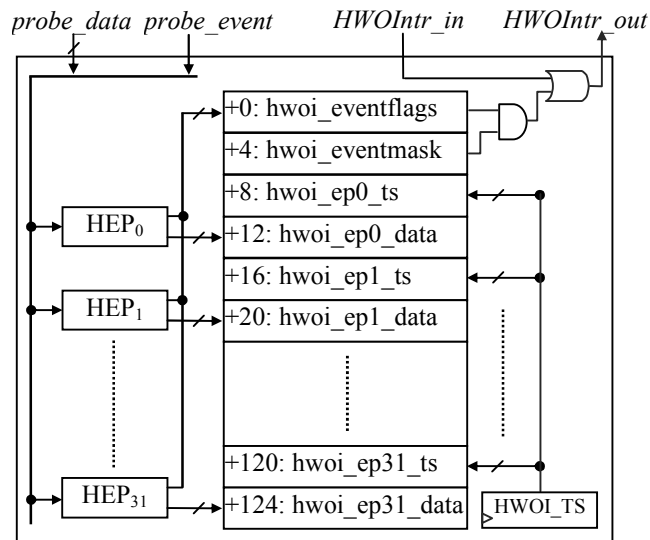 probe_data probe_event HWOIntr_in HWOIntr_out
+0: hwoi_eventflags
+4: hwoi_eventmask
+8: hwoi_ep0_ts
HEP0
+12: hwoi_ep0_data
+16: hwoi_ep1_ts
HEP1
+20: hwoi_ep1_data
+120: hwoi_ep31_ts
HEP31
+124: hwoi_ep31_data
HWOI_TS